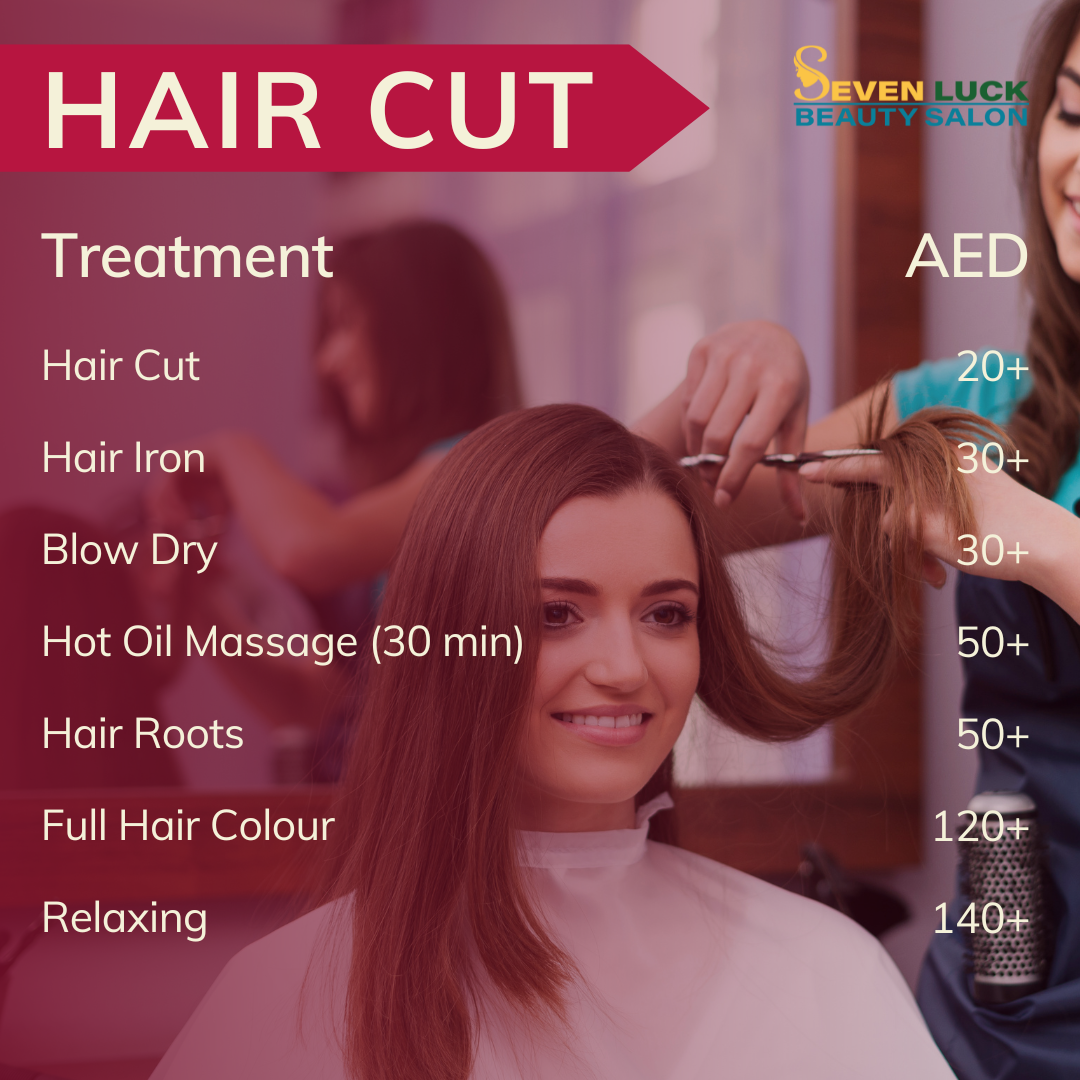 HAIR CUT
SEVEN LUCK
BEAUTY SALON
Treatment AED
Hair Cut 20+
Hair Iron 30+
Blow Dry 30+
Hot Oil Massage (30 min) 50+
Hair Roots 50+
Full Hair Colour 120+
Relaxing 140+